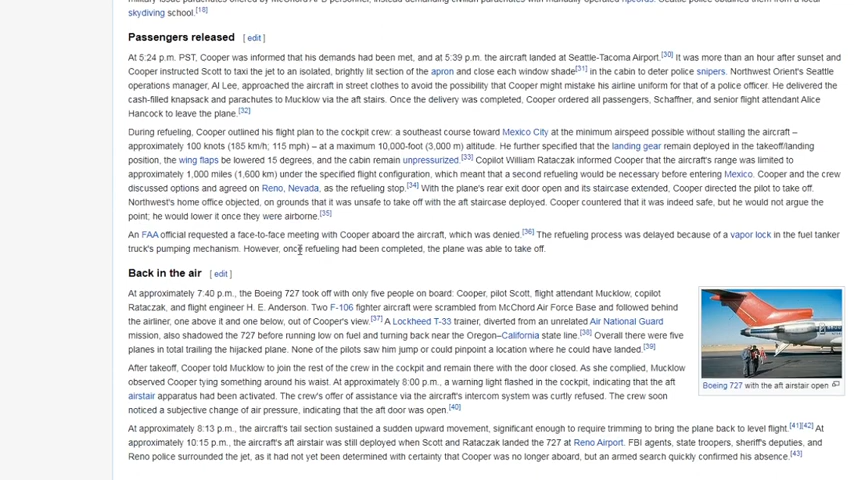 military issue parachutes offered by McChord AFB personnel, instead demanding civilian parachutes with manually operated ripcords. Seattle police obtained them from a local
skydiving school.[18]
Passengers released [ edit ]
At 5:24 p.m. PST, Cooper was informed that his demands had been met, and at 5:39 p.m. the aircraft landed at Seattle-Tacoma Airport.[30] It was more than an hour after sunset and
Cooper instructed Scott to taxi the jet to an isolated, brightly lit section of the apron and close each window shade[31] in the cabin to deter police snipers. Northwest Orient's Seattle
operations manager, Al Lee, approached the aircraft in street clothes to avoid the possibility that Cooper might mistake his airline uniform for that of a police officer. He delivered the
cash-filled knapsack and parachutes to Mucklow via the aft stairs. Once the delivery was completed, Cooper ordered all passengers, Schaffner, and senior flight attendant Alice
Hancock to leave the plane.[32]
During refueling, Cooper outlined his flight plan to the cockpit crew: a southeast course toward Mexico City at the minimum airspeed possible without stalling the aircraft –
approximately 100 knots (185 km/h; 115 mph) – at a maximum 10,000-foot (3,000 m) altitude. He further specified that the landing gear remain deployed in the takeoff/landing
position, the wing flaps be lowered 15 degrees, and the cabin remain unpressurized.[33] Copilot William Rataczak informed Cooper that the aircraft's range was limited to
approximately 1,000 miles (1,600 km) under the specified flight configuration, which meant that a second refueling would be necessary before entering Mexico. Cooper and the crew
discussed options and agreed on Reno, Nevada, as the refueling stop.[34] With the plane's rear exit door open and its staircase extended, Cooper directed the pilot to take off.
Northwest's home office objected, on grounds that it was unsafe to take off with the aft staircase deployed. Cooper countered that it was indeed safe, but he would not argue the
point; he would lower it once they were airborne.[35]
An FAA official requested a face-to-face meeting with Cooper aboard the aircraft, which was denied.[36] The refueling process was delayed because of a vapor lock in the fuel tanker
truck's pumping mechanism. However, once refueling had been completed, the plane was able to take off.
Back in the air [ edit ]
At approximately 7:40 p.m., the Boeing 727 took off with only five people on board: Cooper, pilot Scott, flight attendant Mucklow, copilot
Rataczak, and flight engineer H. E. Anderson. Two F-106 fighter aircraft were scrambled from McChord Air Force Base and followed behind
the airliner, one above it and one below, out of Cooper's view.[37] A Lockheed T-33 trainer, diverted from an unrelated Air National Guard
mission, also shadowed the 727 before running low on fuel and turning back near the Oregon–California state line.[38] Overall there were five
planes in total trailing the hijacked plane. None of the pilots saw him jump or could pinpoint a location where he could have landed.[39]
After takeoff, Cooper told Mucklow to join the rest of the crew in the cockpit and remain there with the door closed. As she complied, Mucklow
observed Cooper tying something around his waist. At approximately 8:00 p.m., a warning light flashed in the cockpit, indicating that the aft
airstair apparatus had been activated. The crew's offer of assistance via the aircraft's intercom system was curtly refused. The crew soon
noticed a subjective change of air pressure, indicating that the aft door was open.[40]
Boeing 727 with the aft airstair open
At approximately 8:13 p.m., the aircraft's tail section sustained a sudden upward movement, significant enough to require trimming to bring the plane back to level flight.[41][42] At
approximately 10:15 p.m., the aircraft's aft airstair was still deployed when Scott and Rataczak landed the 727 at Reno Airport. FBI agents, state troopers, sheriff's deputies, and
Reno police surrounded the jet, as it had not yet been determined with certainty that Cooper was no longer aboard, but an armed search quickly confirmed his absence.[43]